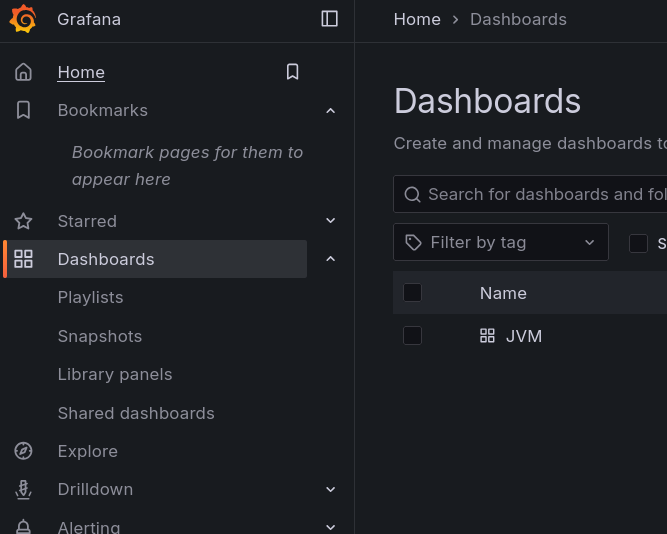 Grafana
Home
Bookmarks
Bookmark pages for them to
appear here
Starred
Dashboards
Playlists
Snapshots
Library panels
Shared dashboards
Explore
Drilldown
Alerting
Home > Dashboards
Dashboards
Create and manage dashboards to
Search for dashboards and fol
Filter by tag
S
Name
JVM